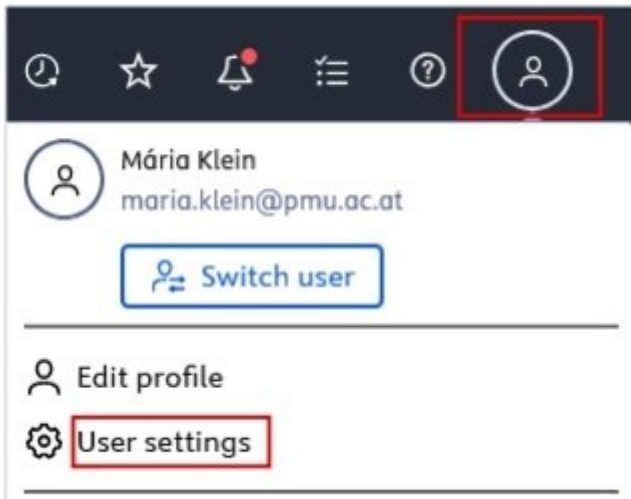 Mária Klein
maria.klein@pmu.ac.at
Switch user
Edit profile
User settings